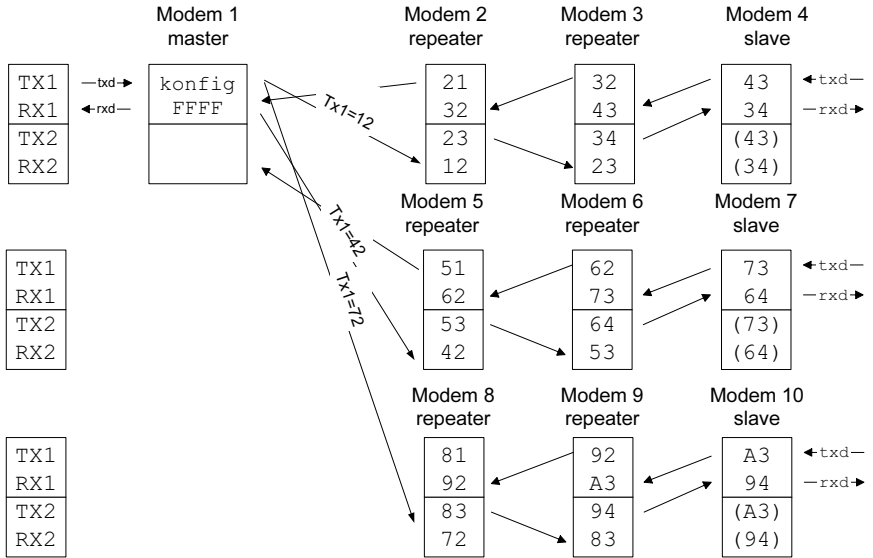 Modem 1 Modem 2 Modem 3 Modem 4
master repeater repeater slave
TX1 txd konfig 21 32 43 txd
RX1 rxd FFFF Tx1=12 32 43 34 rxd
TX2 23 34 (43)
RX2 12 23 (34)
Modem 5 Modem 6 Modem 7
repeater repeater slave
Tx1=42
TX1 51 62 73 txd
RX1 Tx1=72 62 73 64 rxd
TX2 53 64 (73)
RX2 42 53 (64)
Modem 8 Modem 9 Modem 10
repeater repeater slave
TX1 81 92 A3 txd
RX1 92 A3 94 rxd
TX2 83 94 (A3)
RX2 72 83 (94)